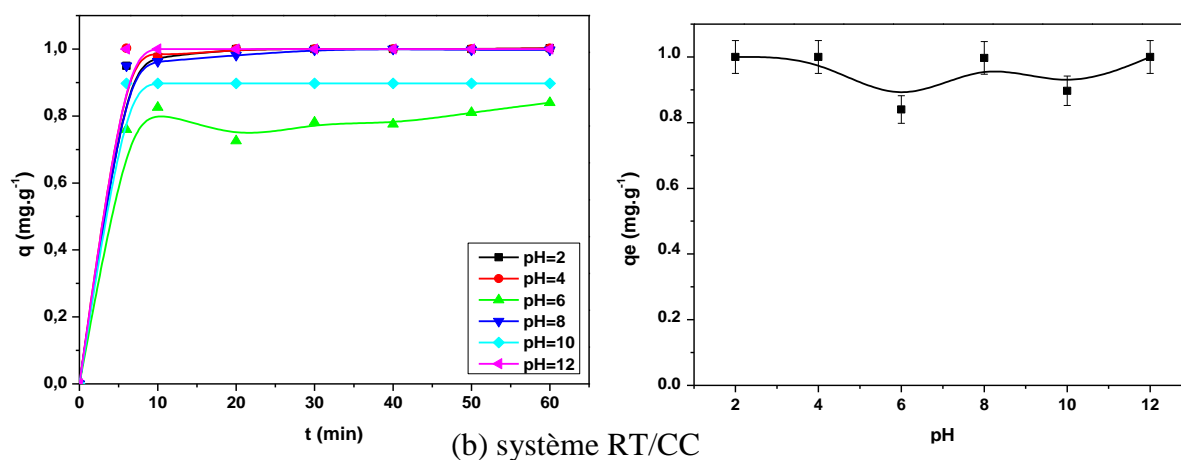 q (mg.g-1)
1,0
0,8
0,6
0,4
0,2
0,0
0 10 20 30 40 50 60
t (min)
pH=2
pH=4
pH=6
pH=8
pH=10
pH=12
qe (mg.g-1)
1.0
0.8
0.6
0.4
0.2
0.0
2 4 6 8 10 12
pH
(b) système RT/CC